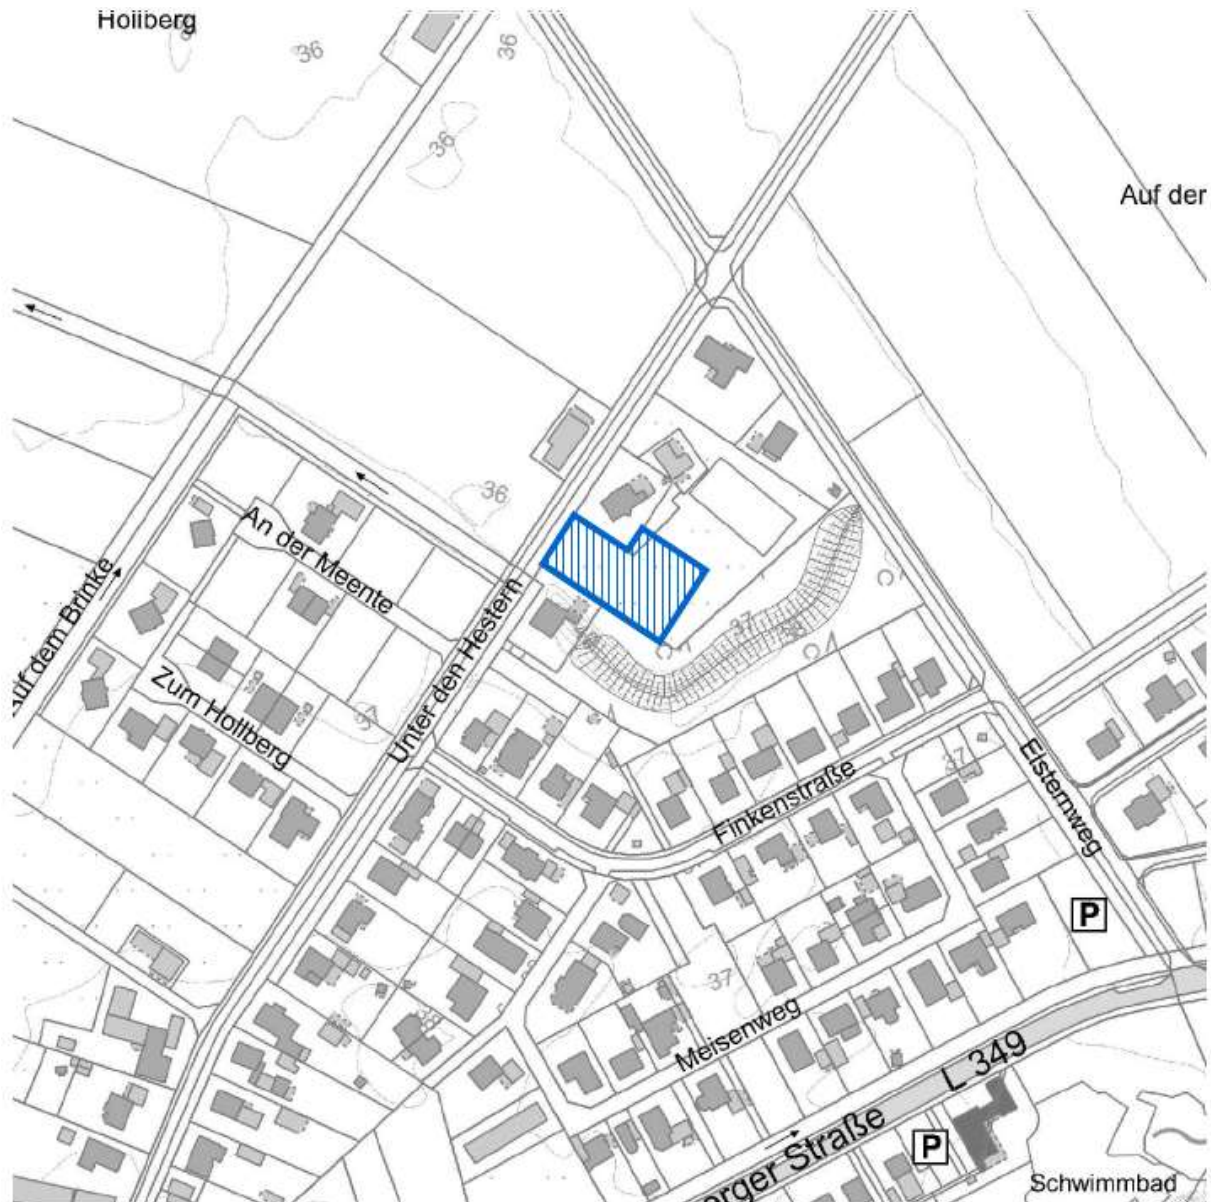 Hollberg
36
36
36
Auf der
36
An der Meente
Auf dem Brinke
Unter den Hestern
37
Zum Hollberg
37
Finkenstraße
37
Elsternweg
P
37
Meisenweg
L 349
erger Straße
P
Schwimmbad